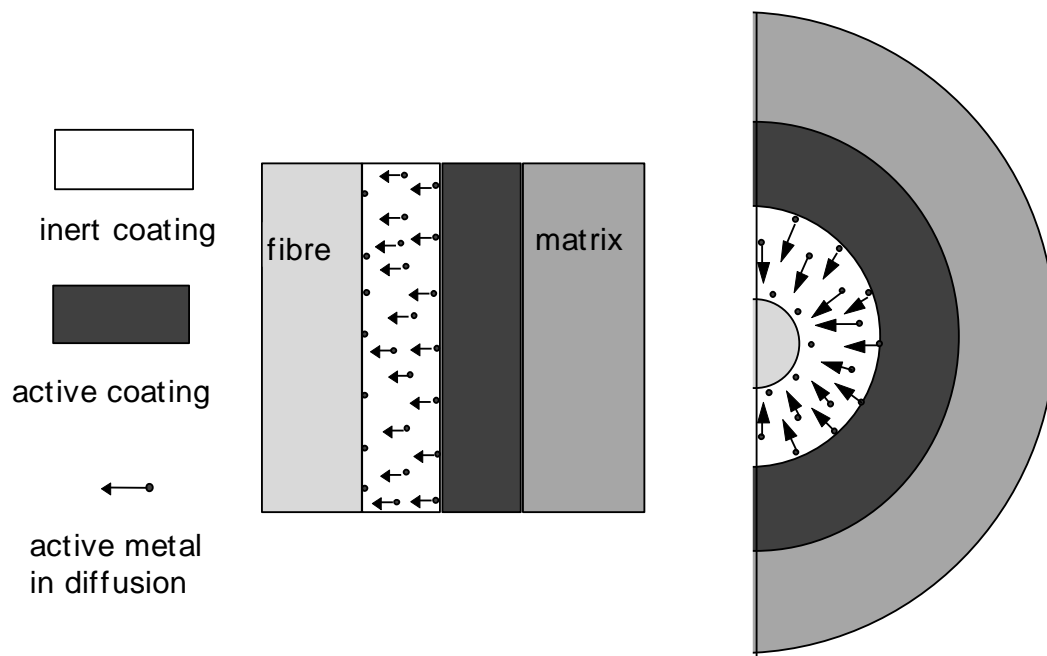 inert coating
active coating
active metal
in diffusion
fibre
matrix